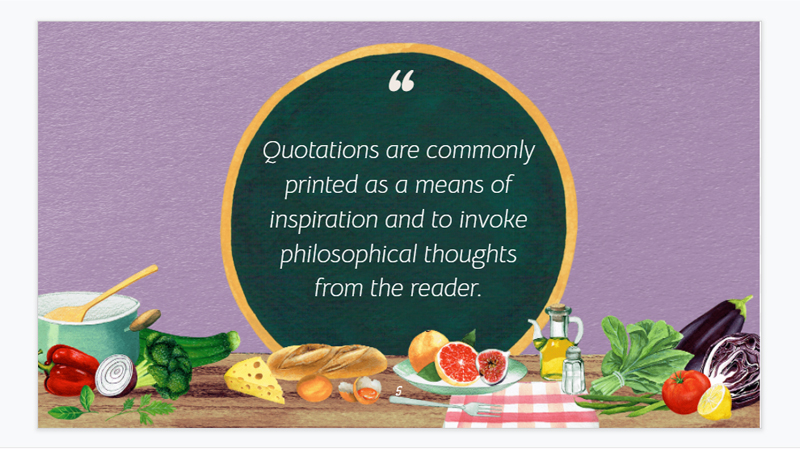 “
Quotations are commonly
printed as a means of
inspiration and to invoke
philosophical thoughts
from the reader.
5